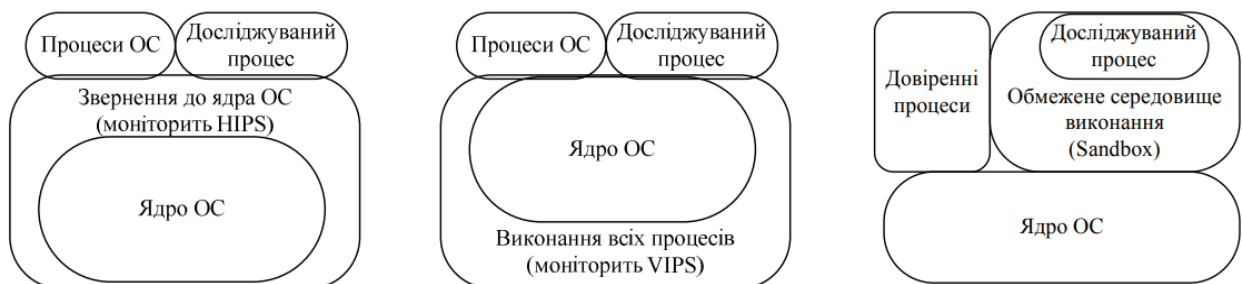 Процеси ОС
Досліджуваний
процес
Звернення до ядра ОС
(моніторить HIPS)
Ядро ОС
Процеси ОС
Досліджуваний
процес
Ядро ОС
Виконання всіх процесів
(моніторить VIPS)
Довіренні
процеси
Досліджуваний
процес
Обмежене середовище
виконання
(Sandbox)
Ядро ОС